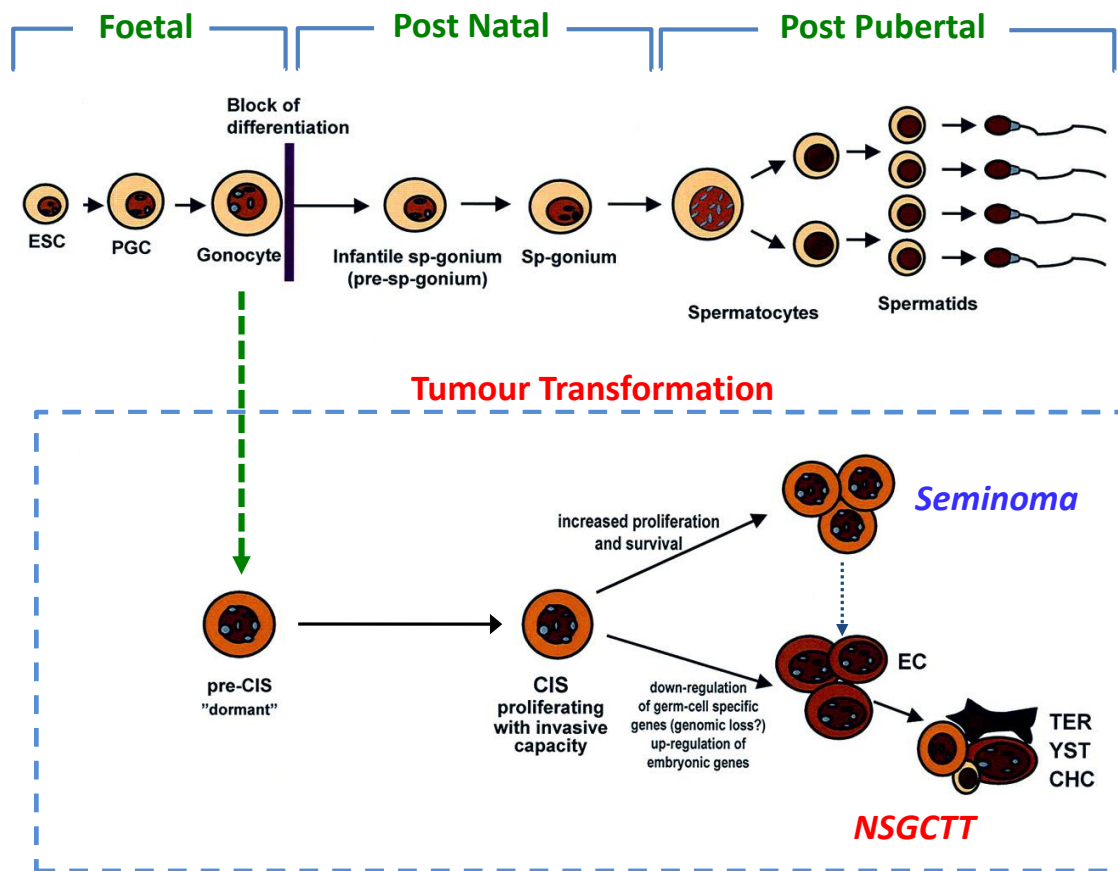 Foetal
Post Natal
Post Pubertal
Block of
differentiation
ESC
PGC
Gonocyte
Infantile sp-gonium
(pre-sp-gonium)
Sp-gonium
Spermatocytes
Spermatids
Tumour Transformation
Seminoma
increased proliferation
and survival
EC
pre-CIS
"dormant"
CIS
proliferating
with invasive
capacity
down-regulation
of germ-cell specific
genes (genomic loss?)
up-regulation of
embryonic genes
TER
YST
CHC
NSGCTT